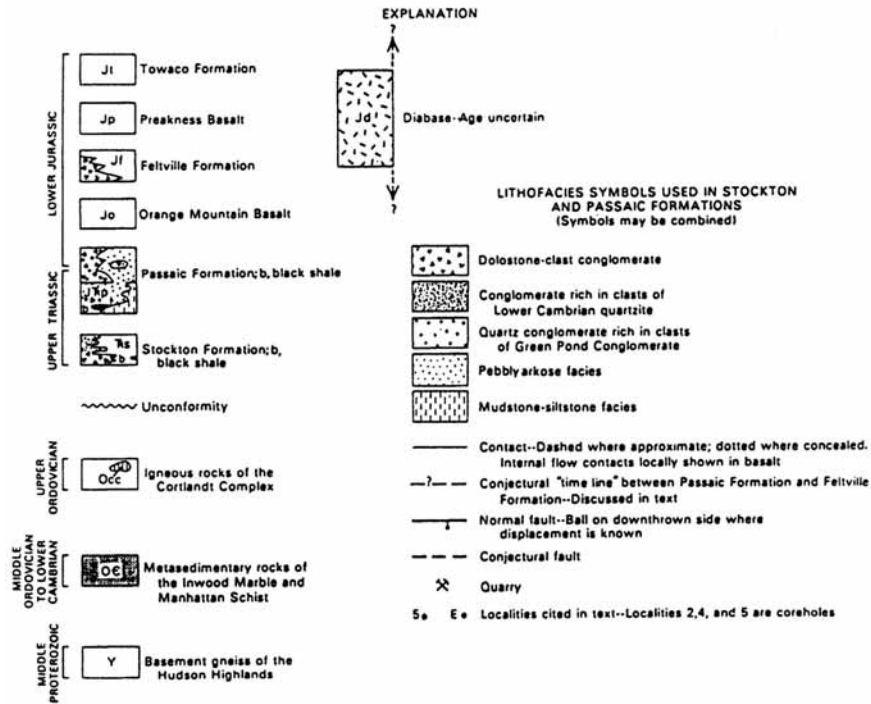 EXPLANATION
?
LOWER JURASSIC
Jt Towaco Formation
Jp Preakness Basalt
Jf Feltville Formation
Jo Orange Mountain Basalt
UPPER TRIASSIC
Passaic Formation; b, black shale
b
Stockton Formation; b,
black shale
b
Unconformity
UPPER
ORDOVICIAN
Occ
Igneous rocks of the
Cortlandt Complex
MIDDLE
ORDOVICIAN
TO LOWER
CAMBRIAN
O€
Metasedimentary rocks of
the Inwood Marble and
Manhattan Schist
MIDDLE
PROTEROZOIC
Y
Basement gneiss of the
Hudson Highlands
Jd Diabase-Age uncertain
?
LITHOFACIES SYMBOLS USED IN STOCKTON
AND PASSAIC FORMATIONS
(Symbols may be combined)
Dolostone-clast conglomerate
Conglomerate rich in clasts of
Lower Cambrian quartzite
Quartz conglomerate rich in clasts
of Green Pond Conglomerate
Pebbly arkose facies
Mudstone-siltstone facies
Contact--Dashed where approximate; dotted where concealed.
Internal flow contacts locally shown in basalt
? Conjectural "time line" between Passaic Formation and Feltville
Formation--Discussed in text
Normal fault--Ball on downthrown side where
displacement is known
Conjectural fault
Quarry
5. E. Localities cited in text--Localities 2,4, and 5 are coreholes